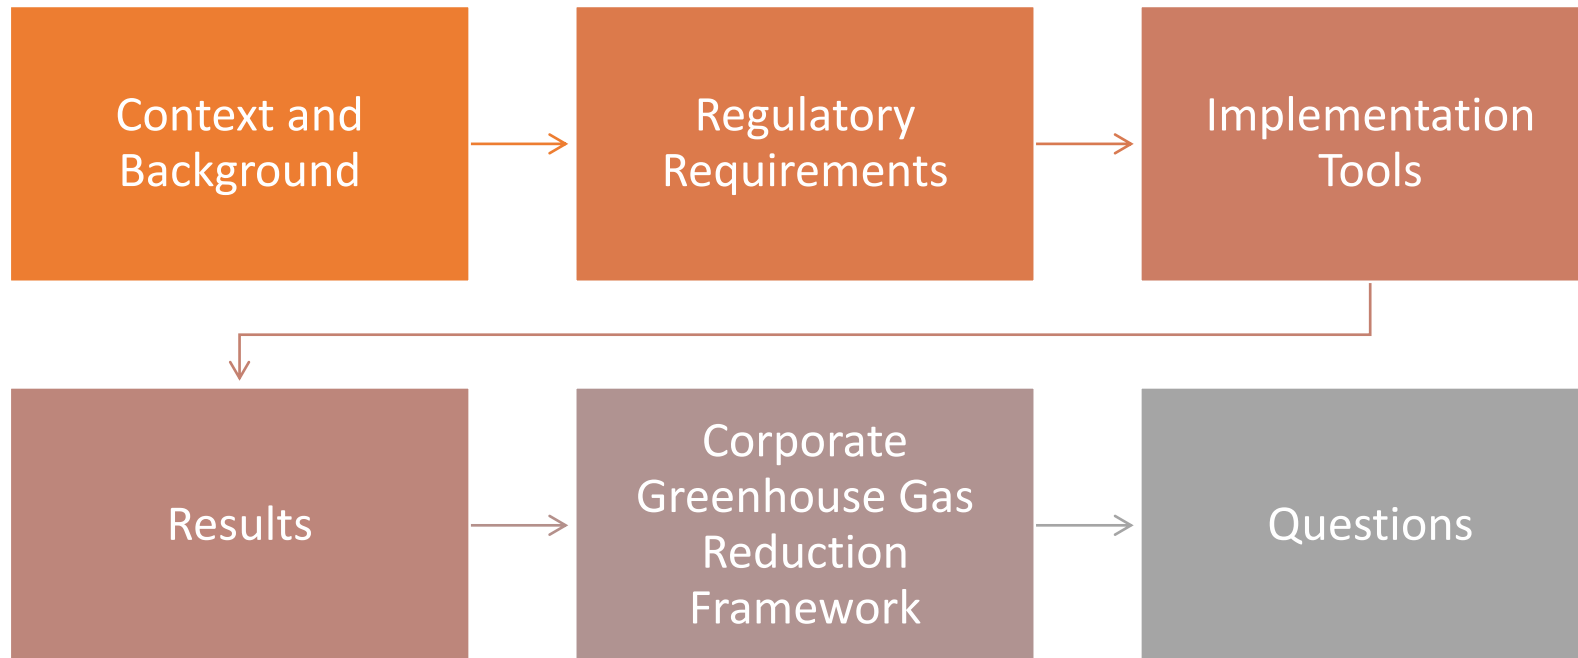 Context and
Background
Regulatory
Requirements
Implementation
Tools
Results
Corporate
Greenhouse Gas
Reduction
Framework
Questions